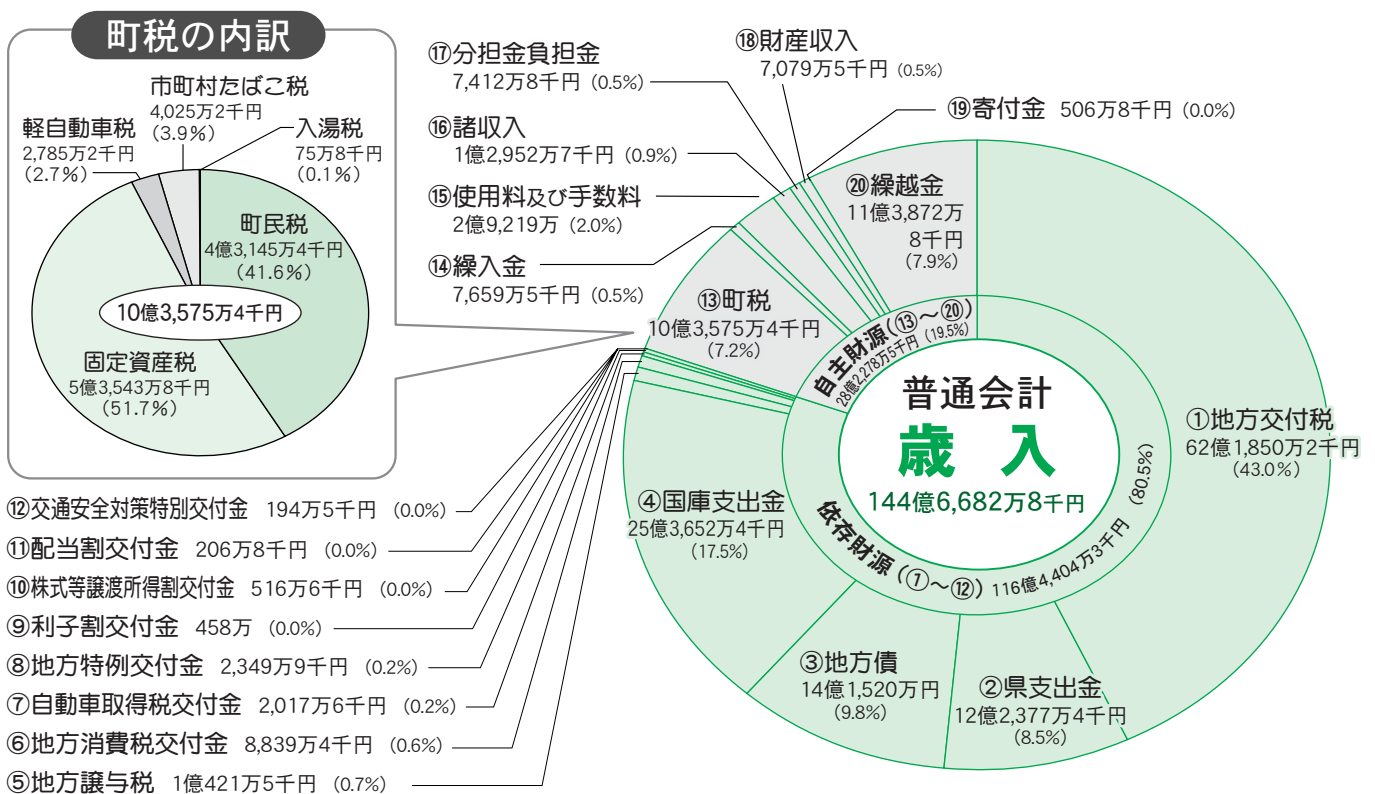 町税の内訳
市町村たばこ税
4,025万2千円
(3.9%)
軽自動車税
2,785万2千円
(2.7%)
入湯税
75万8千円
(0.1%)
町民税
4億3,145万4千円
(41.6%)
10億3,575万4千円
固定資産税
5億3,543万8千円
(51.7%)
⑰分担金負担金
7,412万8千円 (0.5%)
⑱財産収入
7,079万5千円 (0.5%)
⑲寄付金 506万8千円 (0.0%)
⑯諸収入
1億2,952万7千円 (0.9%)
⑮使用料及び手数料
2億9,219万 (2.0%)
⑭繰入金
7,659万5千円 (0.5%)
⑳繰越金
11億3,872万
8千円
(7.9%)
⑬町税
10億3,575万4千円
(7.2%)
自主財源(⑬～⑳)
28億2,278万5千円 (19.5%)
普通会計
歳 入
144億6,682万8千円
①地方交付税
62億1,850万2千円
(43.0%)
④国庫支出金
25億3,652万4千円
(17.5%)
依存財源(①～⑫) 116億4,404万3千円 (80.5%)
③地方債
14億1,520万円
(9.8%)
②県支出金
12億2,377万4千円
(8.5%)
⑫交通安全対策特別交付金 194万5千円 (0.0%)
⑪配当割交付金 206万8千円 (0.0%)
⑩株式等譲渡所得割交付金 516万6千円 (0.0%)
⑨利子割交付金 458万 (0.0%)
⑧地方特例交付金 2,349万9千円 (0.2%)
⑦自動車取得税交付金 2,017万6千円 (0.2%)
⑥地方消費税交付金 8,839万4千円 (0.6%)
⑤地方譲与税 1億421万5千円 (0.7%)